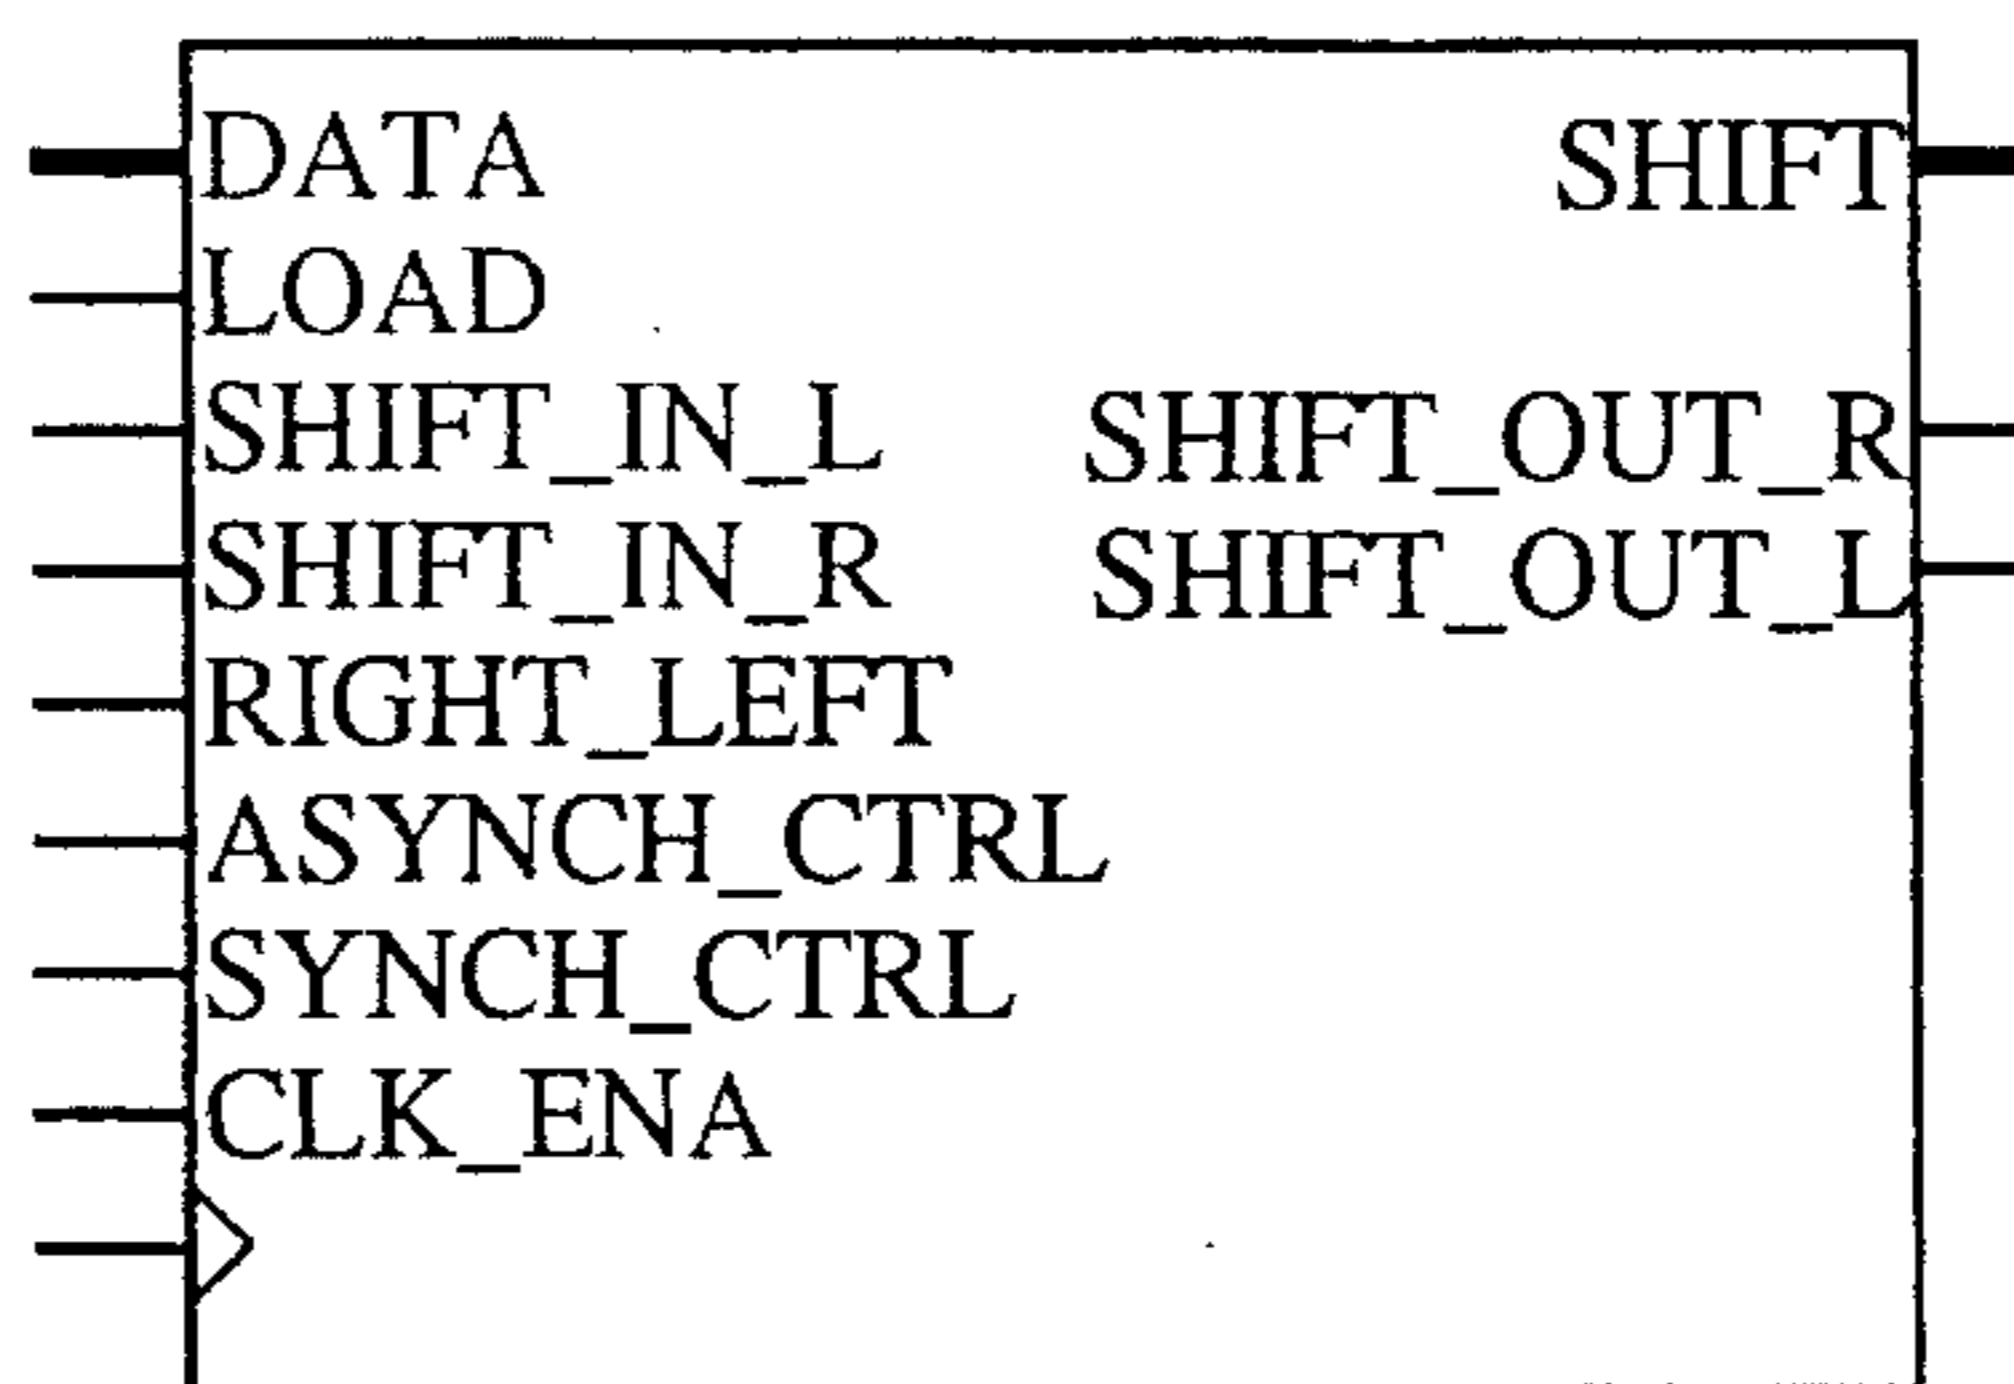 DATA
SHIFT
LOAD
SHIFT_IN_L
SHIFT_OUT_R
SHIFT_IN_R
SHIFT_OUT_L
RIGHT_LEFT
ASYNCH_CTRL
SYNCH_CTRL
CLK_ENA